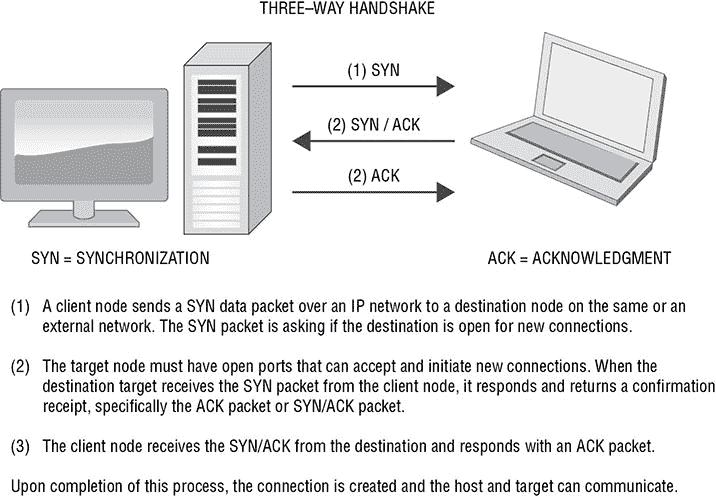 THREE–WAY HANDSHAKE
(1) SYN
(2) SYN / ACK
(2) ACK
SYN = SYNCHRONIZATION
ACK = ACKNOWLEDGMENT
(1) A client node sends a SYN data packet over an IP network to a destination node on the same or an
external network. The SYN packet is asking if the destination is open for new connections.
(2) The target node must have open ports that can accept and initiate new connections. When the
destination target receives the SYN packet from the client node, it responds and returns a confirmation
receipt, specifically the ACK packet or SYN/ACK packet.
(3) The client node receives the SYN/ACK from the destination and responds with an ACK packet.
Upon completion of this process, the connection is created and the host and target can communicate.